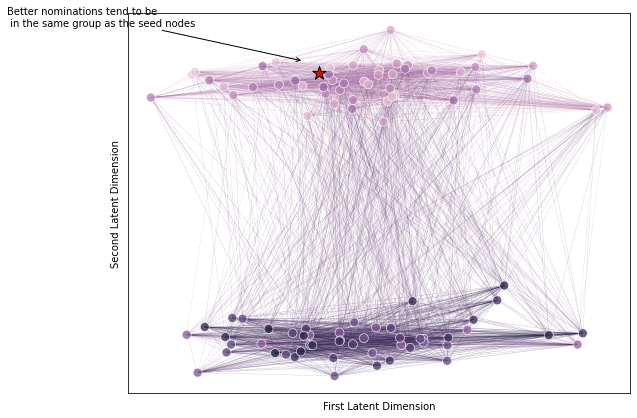 Better nominations tend to be
in the same group as the seed nodes
Second Latent Dimension
First Latent Dimension